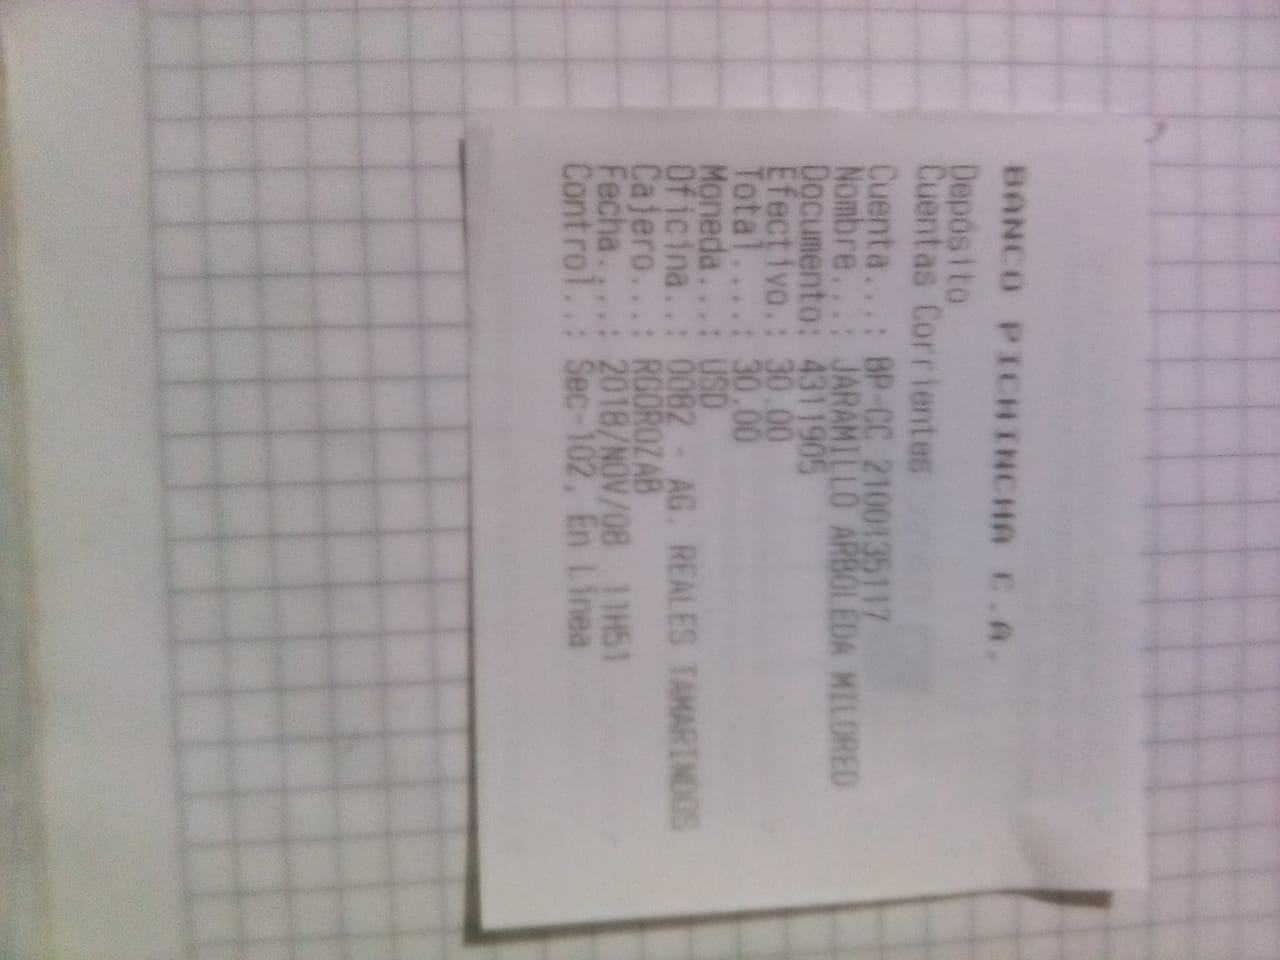 BANCO PICHINCHA C.A.
Depósito
Cuentas Corrientes
Cuenta...: BP-CC 2100135117
Nombre...: JARAMILLO ARBOLEDA MILDRED
Documento: 4311905
Efectivo.: 30.00
Total....: 30.00
Moneda...: USD
Oficina..: 0082 - AG. REALES TAMARINDOS
Cajero...: RGOROZAB
Fecha....: 2018/NOV/08 11H51
Control..: Sec-102, En Línea